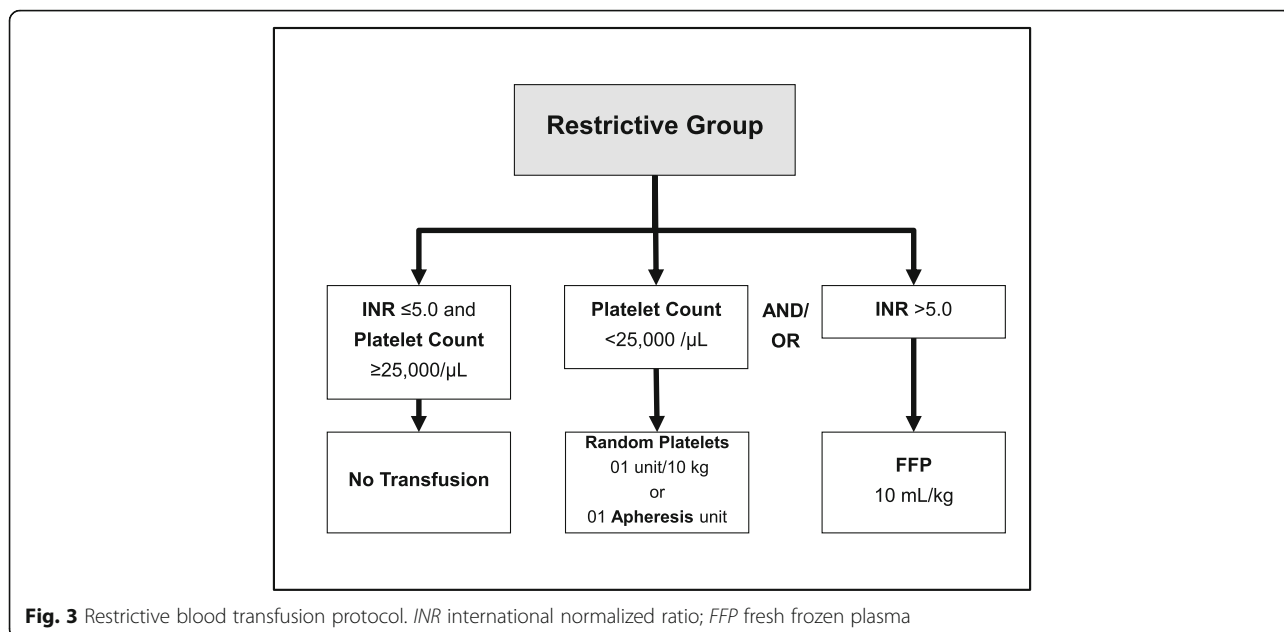 Restrictive Group
INR ≤5.0 and
Platelet Count
≥25,000/µL
Platelet Count
<25,000 /µL
AND/
OR
INR >5.0
No Transfusion
Random Platelets
01 unit/10 kg
or
01 Apheresis unit
FFP
10 mL/kg
Fig. 3 Restrictive blood transfusion protocol. INR international normalized ratio; FFP fresh frozen plasma